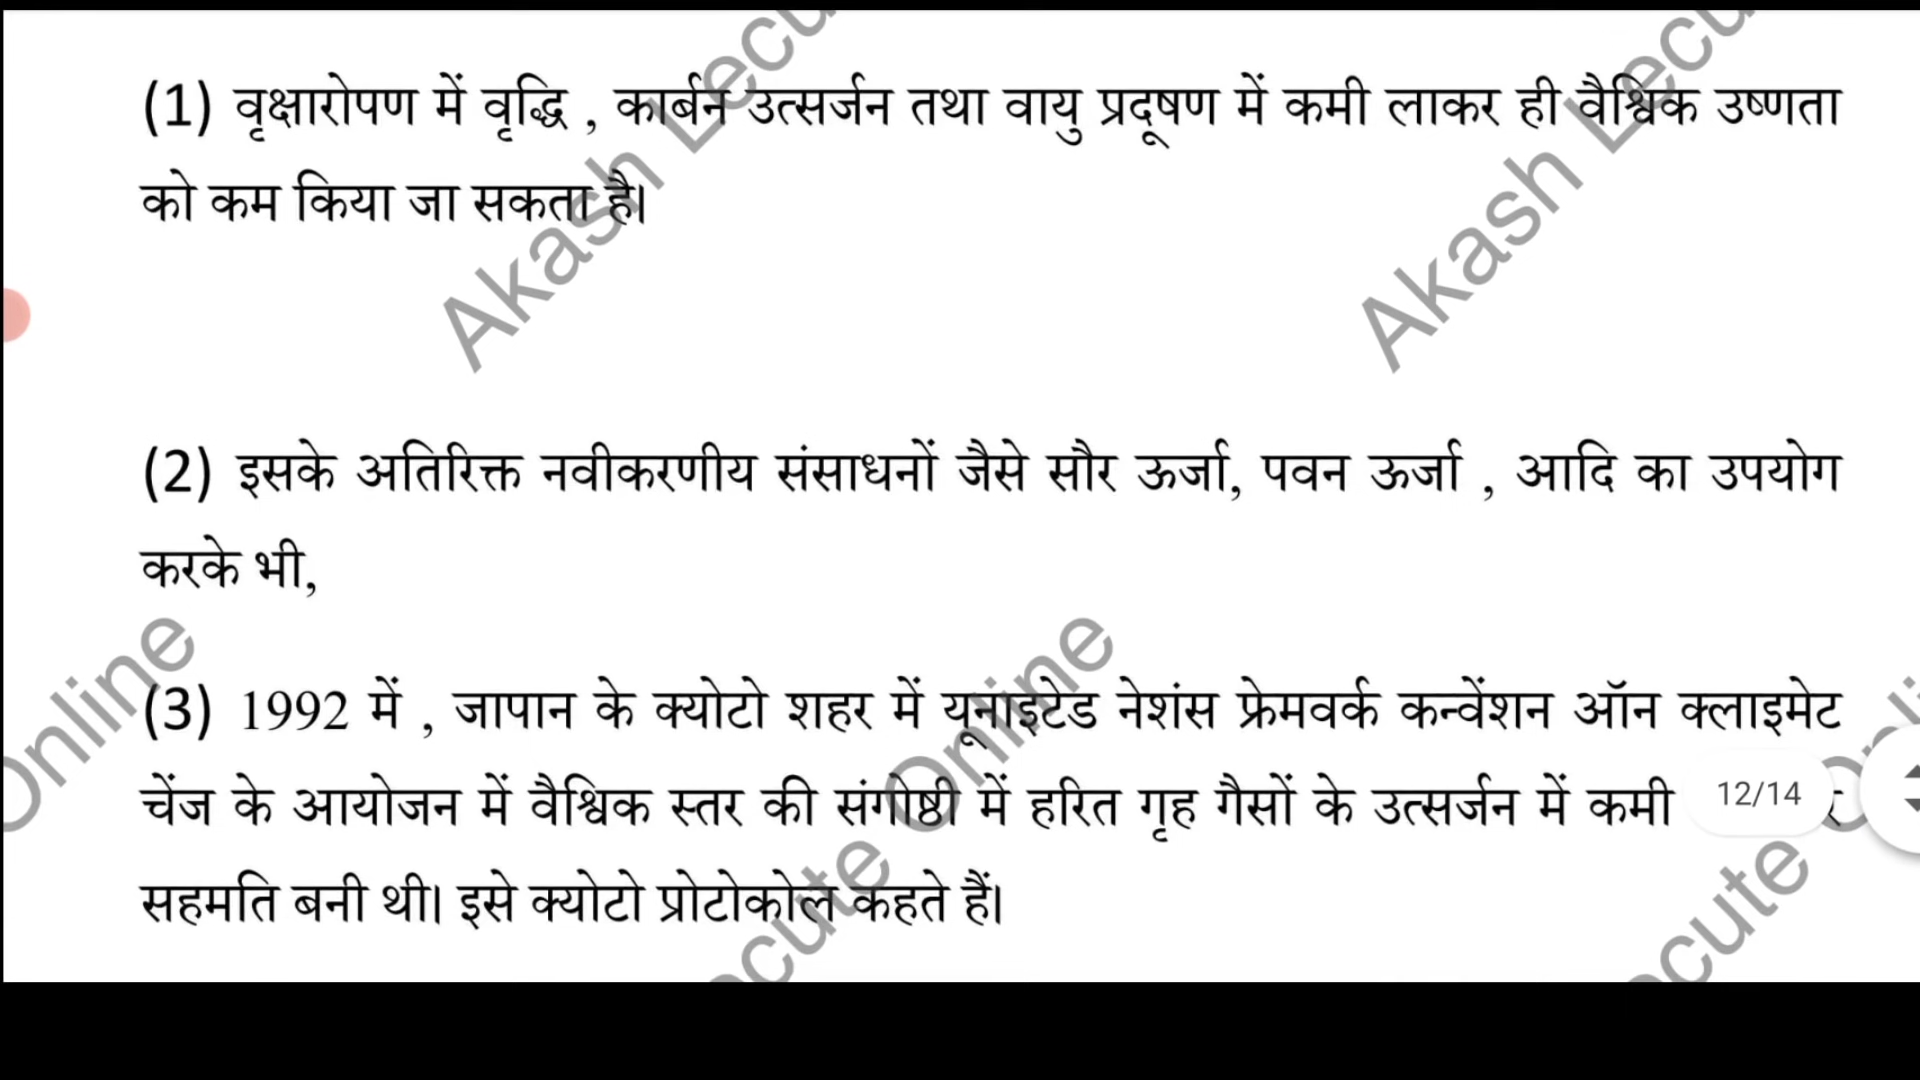 (1) वृक्षारोपण में वृद्धि , कार्बन उत्सर्जन तथा वायु प्रदूषण में कमी लाकर ही वैश्विक उष्णता
को कम किया जा सकता है।
Akash Lecu
Akash Lecu
(2) इसके अतिरिक्त नवीकरणीय संसाधनों जैसे सौर ऊर्जा, पवन ऊर्जा , आदि का उपयोग
करके भी,
Online
Online
(3) 1992 में , जापान के क्योटो शहर में यूनाइटेड नेशंस फ्रेमवर्क कन्वेंशन ऑन क्लाइमेट
चेंज के आयोजन में वैश्विक स्तर की संगोष्ठी में हरित गृह गैसों के उत्सर्जन में कमी
12/14
सहमति बनी थी। इसे क्योटो प्रोटोकोल कहते हैं।
ecute
ecute